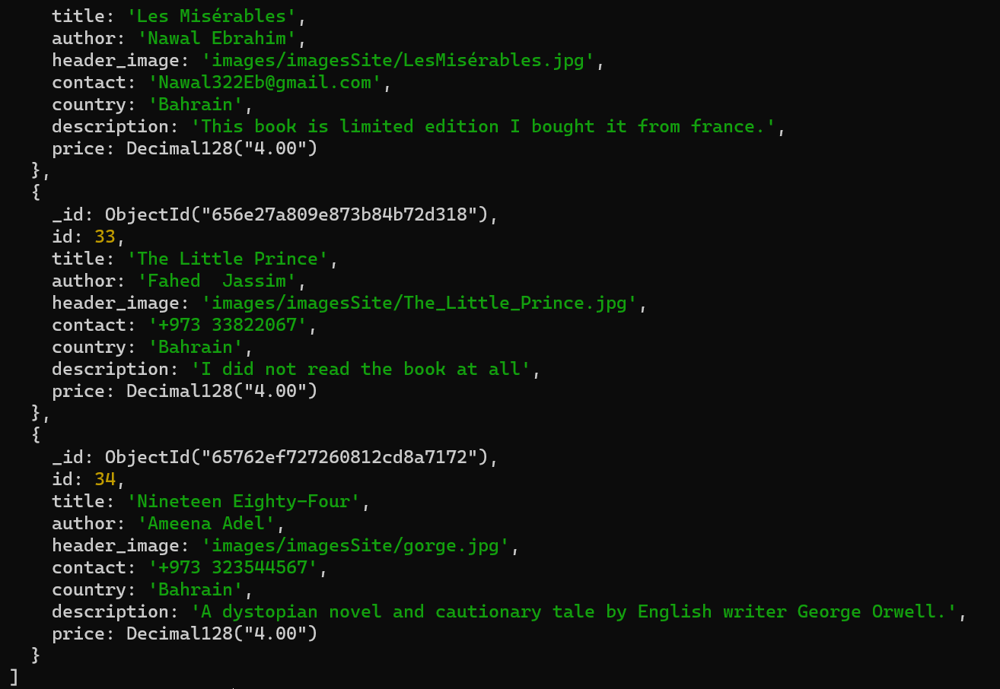 title: 'Les Misérables',
author: 'Nawal Ebrahim',
header_image: 'images/imagesSite/LesMisérables.jpg',
contact: 'Nawal322Eb@gmail.com',
country: 'Bahrain',
description: 'This book is limited edition I bought it from france.',
price: Decimal128("4.00")
},
{
_id: ObjectId("656e27a809e873b84b72d318"),
id: 33,
title: 'The Little Prince',
author: 'Fahed  Jassim',
header_image: 'images/imagesSite/The_Little_Prince.jpg',
contact: '+973 33822067',
country: 'Bahrain',
description: 'I did not read the book at all',
price: Decimal128("4.00")
},
{
_id: ObjectId("65762ef727260812cd8a7172"),
id: 34,
title: 'Nineteen Eighty-Four',
author: 'Ameena Adel',
header_image: 'images/imagesSite/gorge.jpg',
contact: '+973 323544567',
country: 'Bahrain',
description: 'A dystopian novel and cautionary tale by English writer George Orwell.',
price: Decimal128("4.00")
}
]